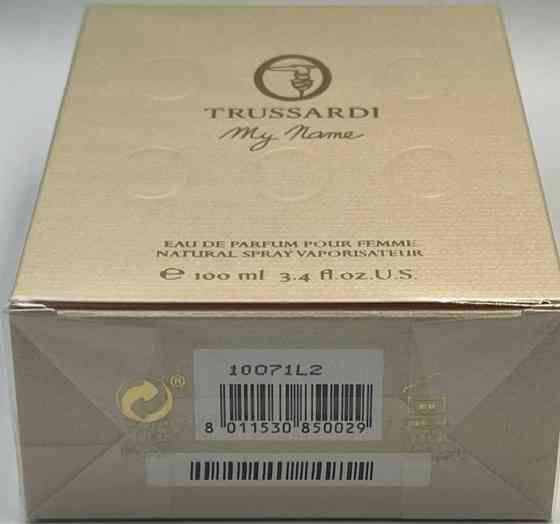 TRUSSARDI
My Name
EAU DE PARFUM POUR FEMME
NATURAL SPRAY VAPORISATEUR
℮ 100 ml 3.4 fl.oz.U.S.
10071L2
®
8 011530 850029